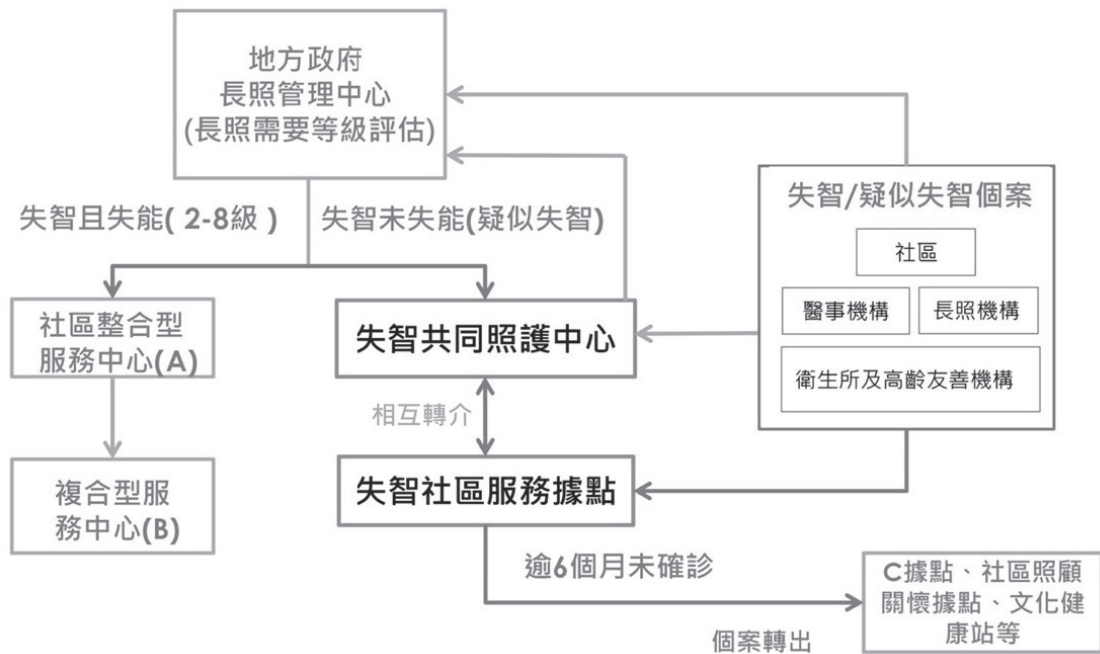 地方政府
長照管理中心
(長照需要等級評估)
失智/疑似失智個案
社區
醫事機構
長照機構
衛生所及高齡友善機構
失智且失能( 2-8級 )
失智未失能(疑似失智)
社區整合型
服務中心(A)
失智共同照護中心
相互轉介
複合型服
務中心(B)
失智社區服務據點
逾6個月未確診
C據點、社區照顧
關懷據點、文化健
康站等
個案轉出